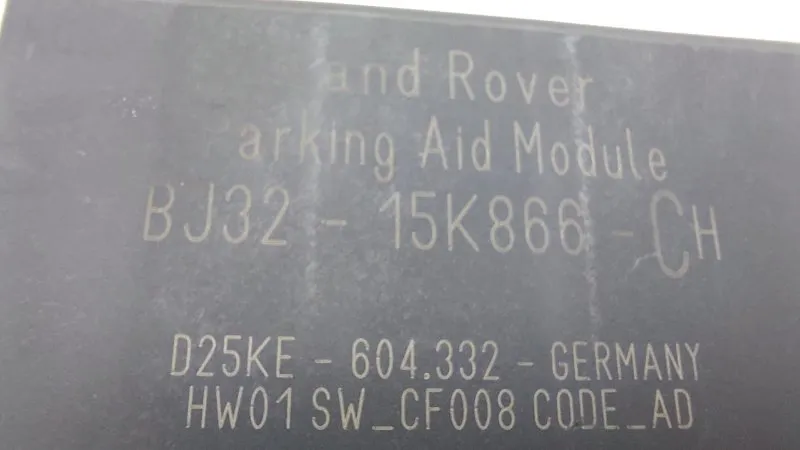 and Rover
arking Aid Module
BJ32 - 15K866 - CH
D25KE - 604.332 - GERMANY
HW01 SW_CF008 CODE_AD